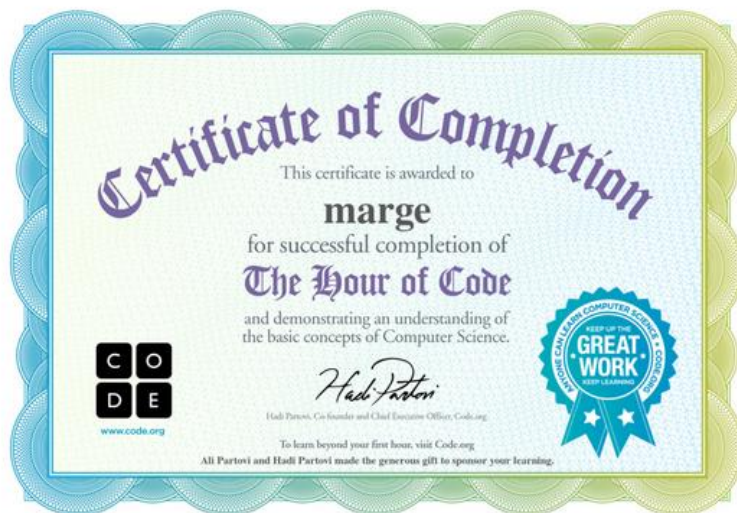 Certificate of Completion
This certificate is awarded to
marge
for successful completion of
The Hour of Code
and demonstrating an understanding of
the basic concepts of Computer Science.
C O
D E
www.code.org
Hadi Partovi
Hadi Partovi, Co-founder and Chief Executive Officer, Code.org
ANYONE CAN LEARN COMPUTER SCIENCE • CODE.ORG
KEEP UP THE
GREAT
WORK
KEEP LEARNING
To learn beyond your first hour, visit Code.org
Ali Partovi and Hadi Partovi made the generous gift to sponsor your learning.